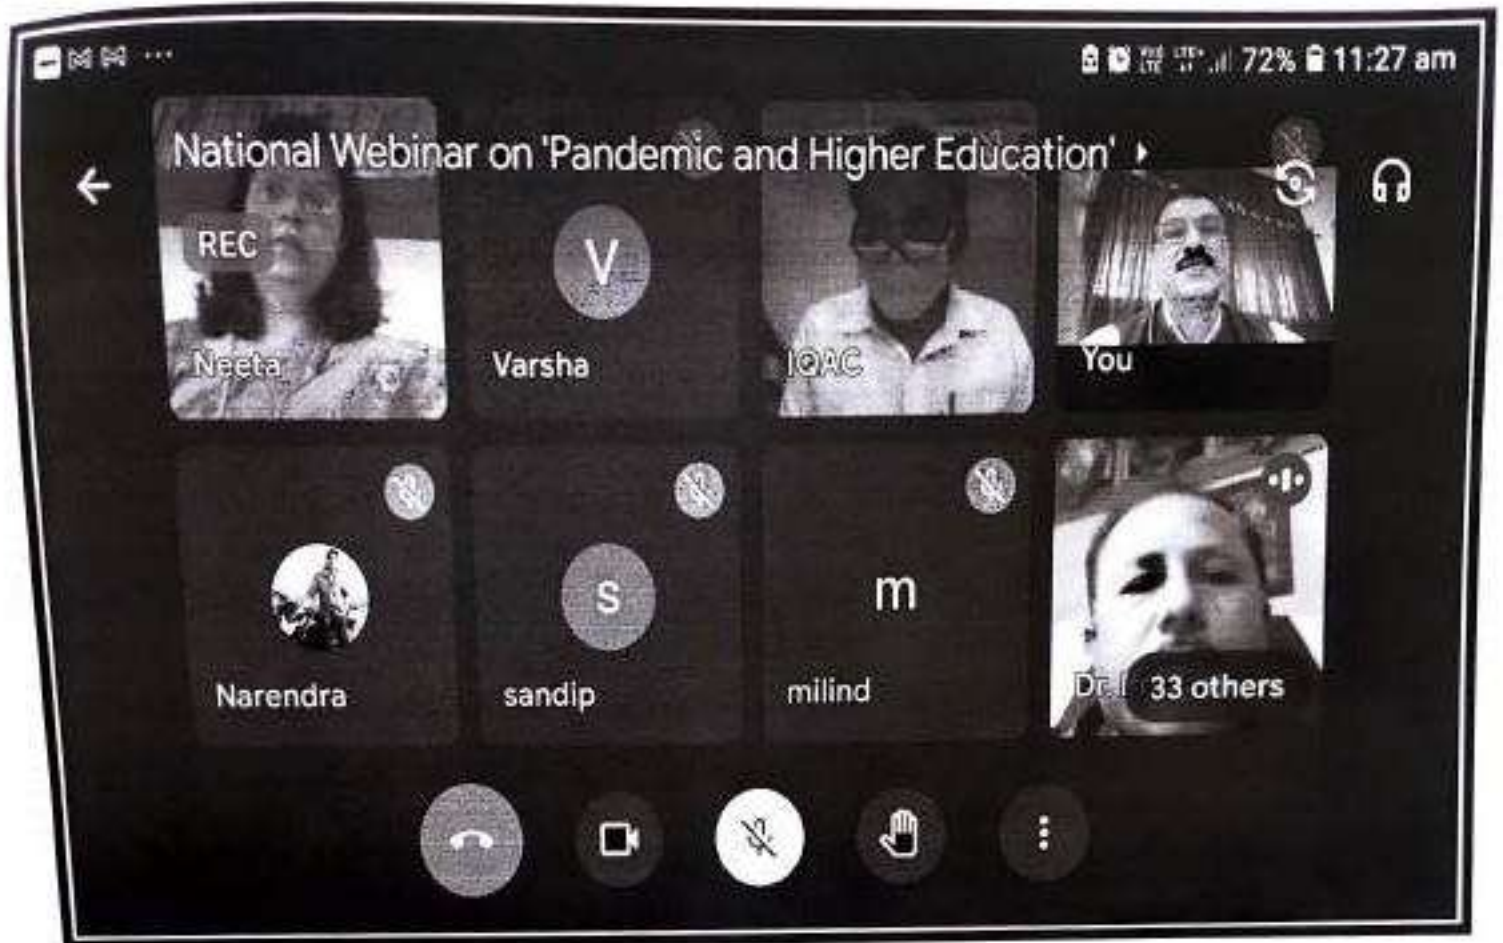 72% 11:27 am
National Webinar on 'Pandemic and Higher Education'
REC
V
Neeta
Varsha
IQAC
You
s
m
Narendra
sandip
milind
Dr.
33 others